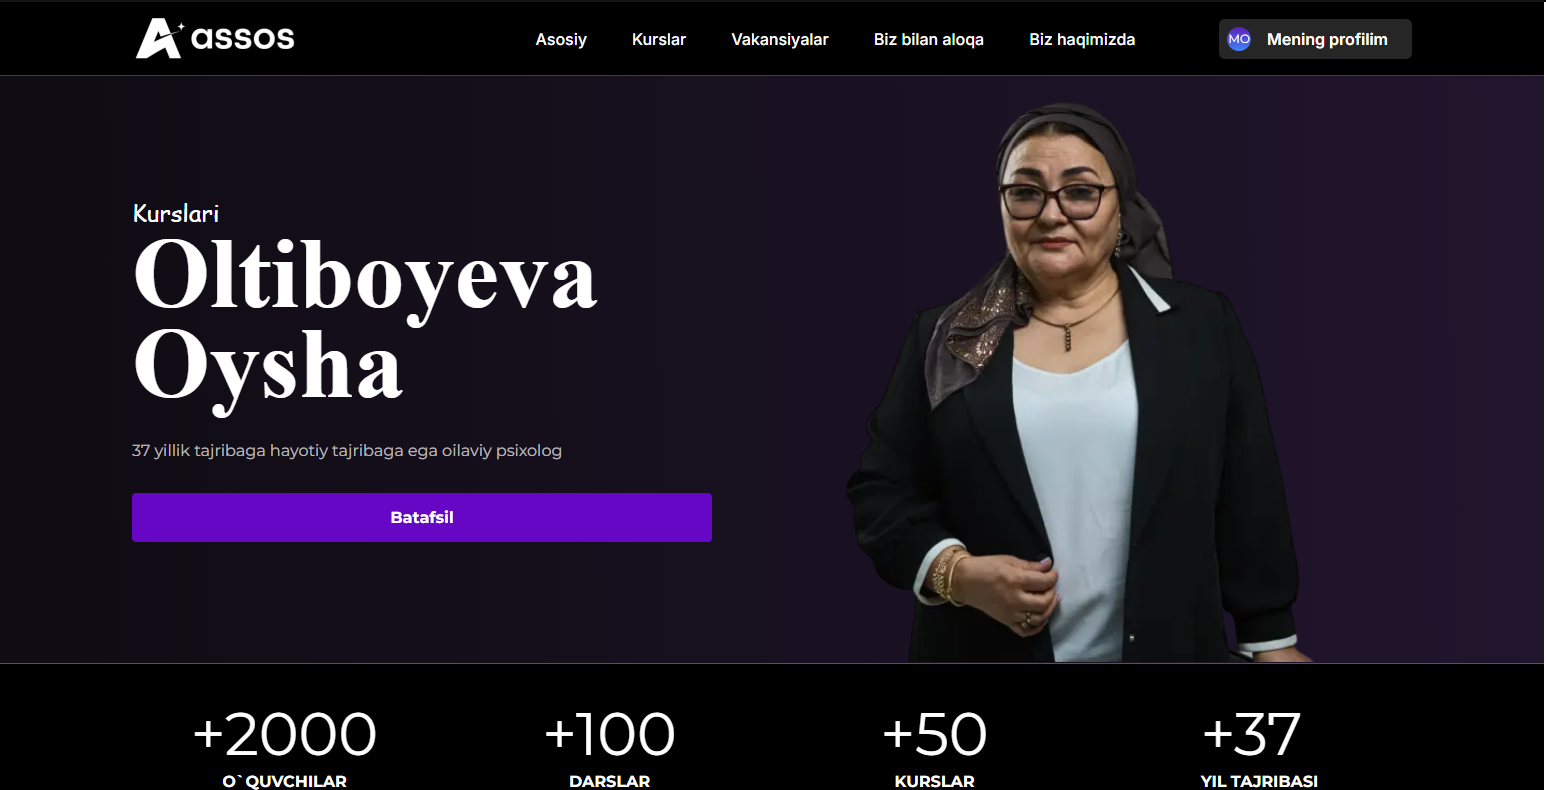 assos
Asosiy
Kurslar
Vakansiyalar
Biz bilan aloqa
Biz haqimizda
MO
Mening profilim
Kurslari
Oltiboyeva
Oysha
37 yillik tajribaga hayotiy tajribaga ega oilaviy psixolog
Batafsil
+2000
O`QUVCHILAR
+100
DARSLAR
+50
KURSLAR
+37
YIL TAJRIBASI